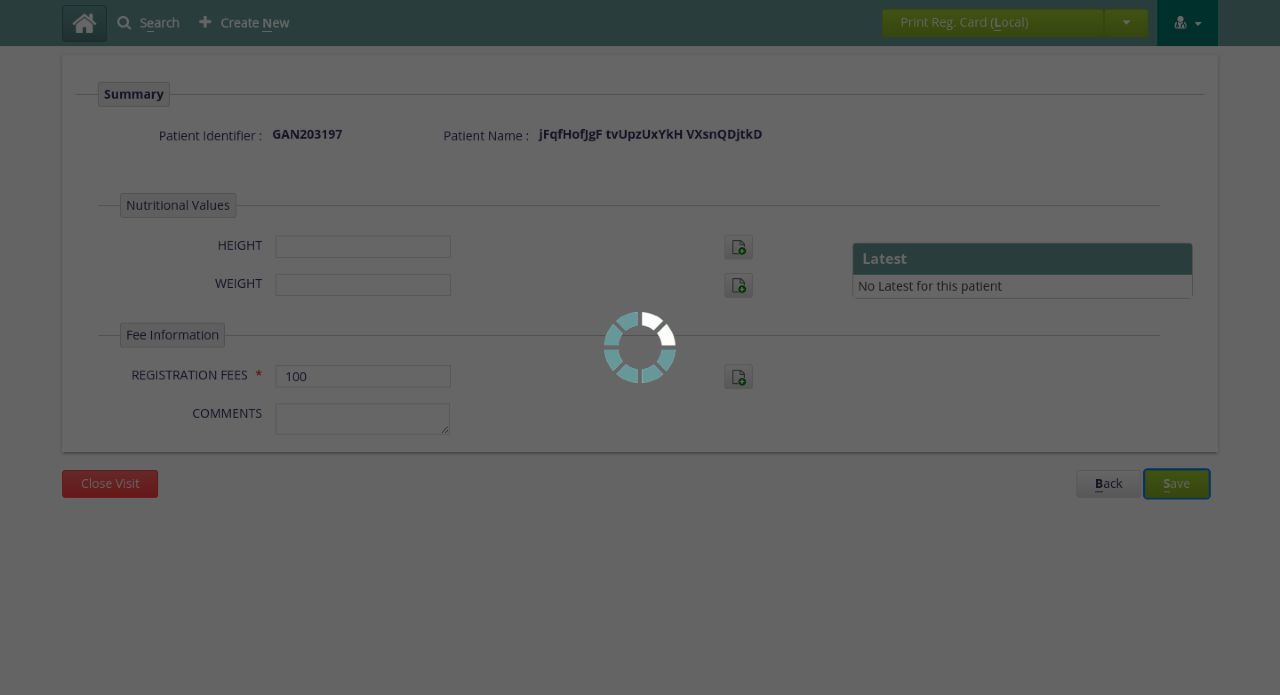 Search Create New Print Reg. Card (Local)
Summary
Patient Identifier : GAN203197 Patient Name : jFqfHofJgF tvUpzUxYkH VXsnQDjtkD
Nutritional Values
HEIGHT
Latest
WEIGHT
No Latest for this patient
Fee Information
REGISTRATION FEES * 100
COMMENTS
Close Visit Back Save